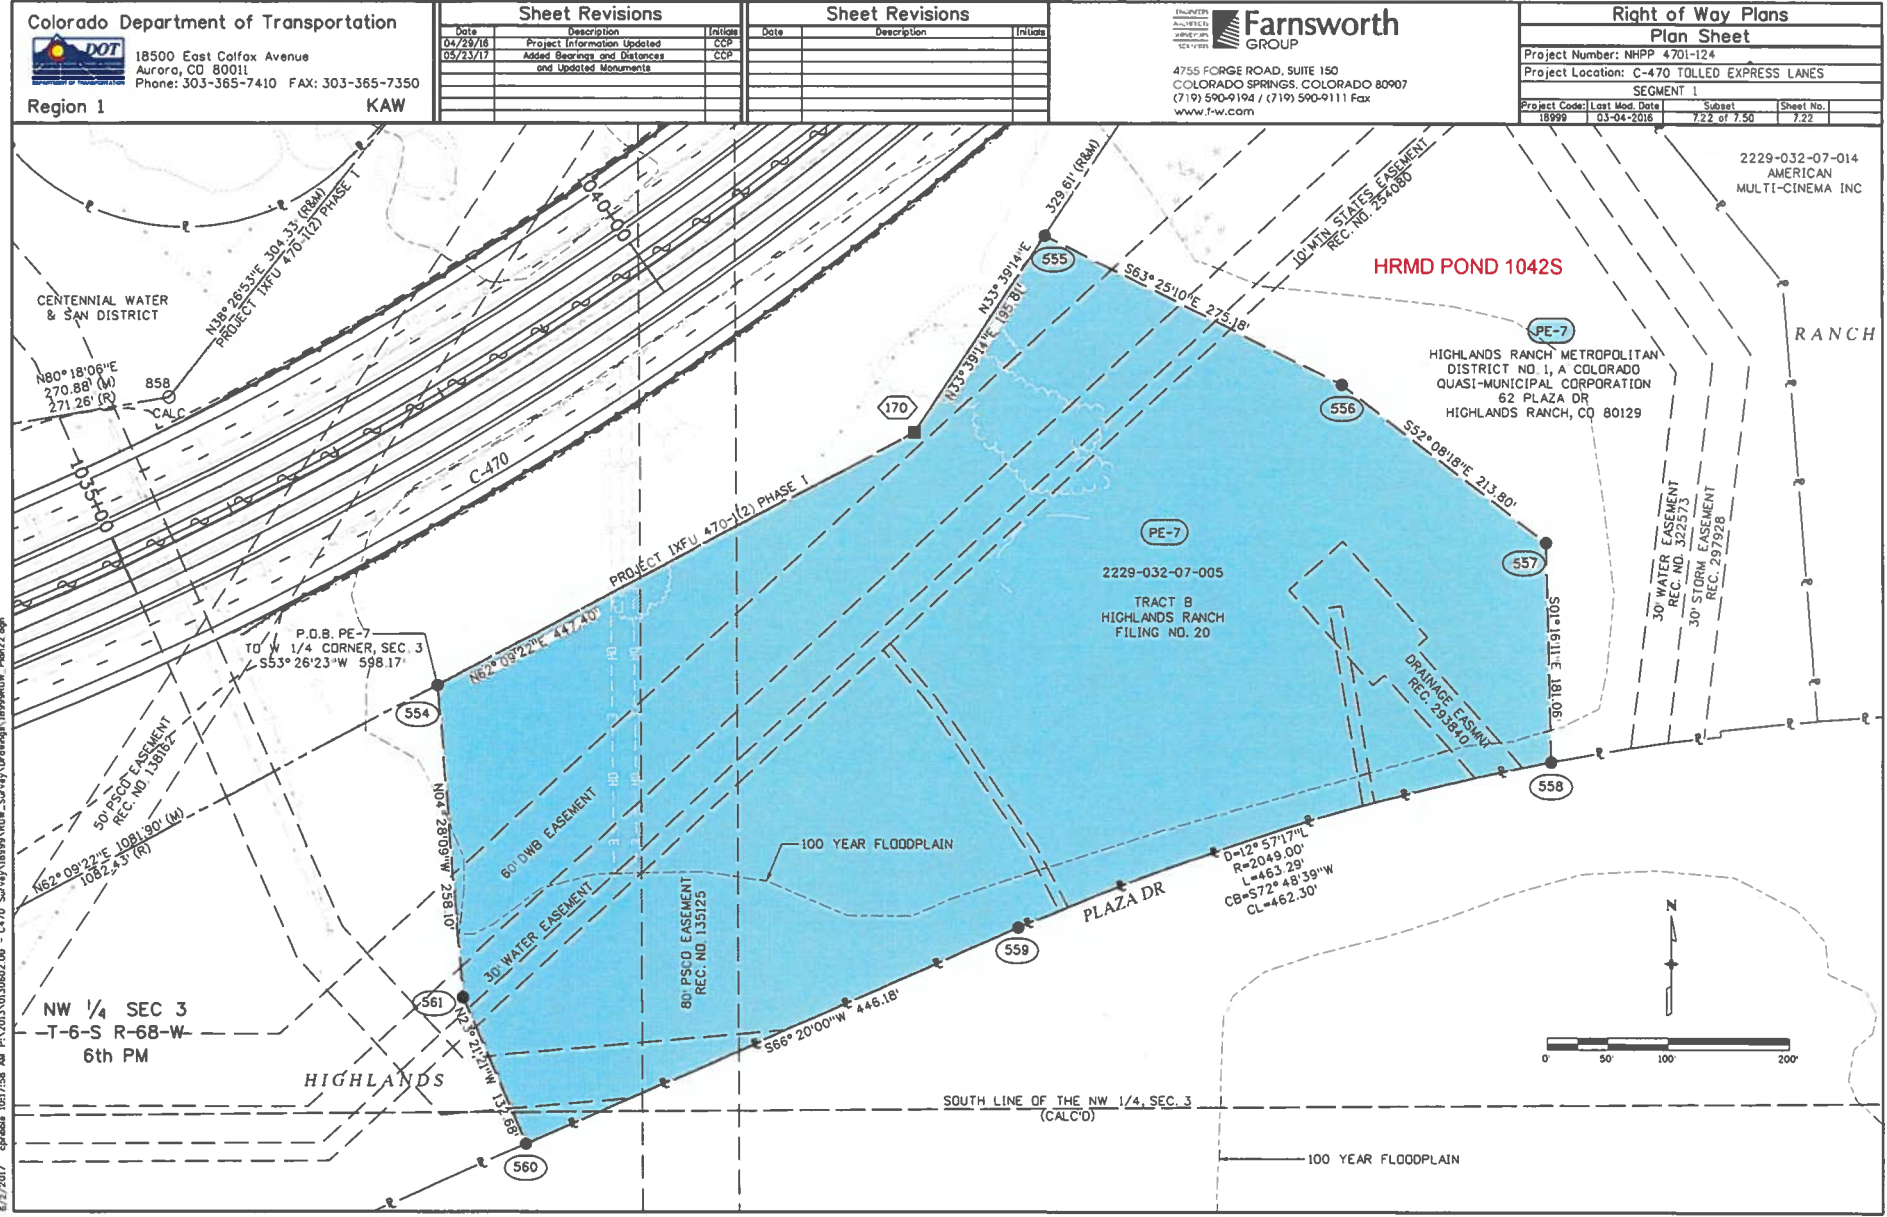 Colorado Department of Transportation
DOT
18500 East Colfax Avenue
Aurora, CO 80011
Phone: 303-365-7410 FAX: 303-365-7350
Region 1
KAW
Sheet Revisions
Date Description Initials
04/29/16 Project Information Updated CCP
05/23/17 Added Bearings and Distances CCP
and Updated Monuments
Sheet Revisions
Date Description Initials
Farnsworth
GROUP
4755 FORGE ROAD, SUITE 150
COLORADO SPRINGS, COLORADO 80907
(719) 590-9194 / (719) 590-9111 Fax
www.f-w.com
Right of Way Plans
Plan Sheet
Project Number: NHPP 4701-124
Project Location: C-470 TOLLED EXPRESS LANES
SEGMENT 1
Project Code: Last Mod. Date Subset Sheet No.
18999 03-04-2016 7.22 of 7.50 7.22
2229-032-07-014
AMERICAN
MULTI-CINEMA INC
N38° 26'53"E 304.33' (R&M)
PROJECT IXFU 470-1(2) PHASE 1
1040+00
329.61' (R&M)
10' MTN STATES EASEMENT
REC. NO. 254080
HRMD POND 1042S
555
S63° 25'10"E 275.18'
N33° 39'14"E
N33° 39'14"E 195.81'
CENTENNIAL WATER
& SAN DISTRICT
PE-7
HIGHLANDS RANCH METROPOLITAN
DISTRICT NO. 1, A COLORADO
QUASI-MUNICIPAL CORPORATION
62 PLAZA DR
HIGHLANDS RANCH, CO 80129
RANCH
N80° 18'06"E
270.88' (M)
271.26' (R)
858
CALC
170
556
S52° 08'18"E 213.80'
1035+00
C-470
PROJECT IXFU 470-1(2) PHASE 1
PE-7
2229-032-07-005
TRACT B
HIGHLANDS RANCH
FILING NO. 20
557
30' WATER EASEMENT
REC. NO. 322573
30' STORM EASEMENT
REC. 297928
P.O.B. PE-7
TO W 1/4 CORNER, SEC. 3
S53° 26'23"W 598.17'
N62° 09'22"E 447.40'
S01° 16'11"E 181.06'
DRAINAGE EASMNT
REC. 293840
554
50' PSCO EASEMENT
REC. NO. 138162
N62° 09'22"E 1081.90' (M)
1082.43' (R)
N04° 28'09"W 258.10'
60' DWB EASEMENT
100 YEAR FLOODPLAIN
558
D=12° 57'17"L
R=2049.00'
L=463.29'
CB=S72° 48'39"W
CL=462.30'
PLAZA DR
30' WATER EASEMENT
80' PSCO EASEMENT
REC. NO. 135125
559
561
N23° 21'21"W 132.68'
S66° 20'00"W 446.18'
NW 1/4 SEC 3
T-6-S R-68-W
6th PM
HIGHLANDS
N
0' 50' 100' 200'
SOUTH LINE OF THE NW 1/4, SEC. 3
(CALC'D)
560
100 YEAR FLOODPLAIN